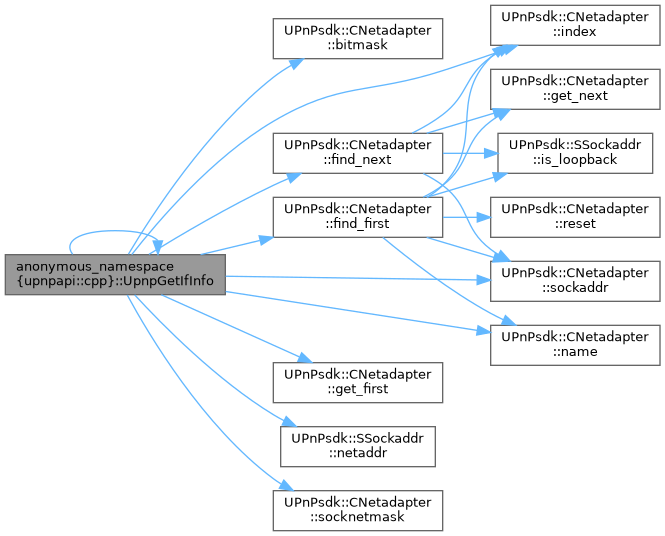 anonymous_namespace
{upnpapi::cpp}::UpnpGetIfInfo
UPnPsdk::CNetadapter
::bitmask
UPnPsdk::CNetadapter
::find_next
UPnPsdk::CNetadapter
::find_first
UPnPsdk::CNetadapter
::get_first
UPnPsdk::SSockaddr
::netaddr
UPnPsdk::CNetadapter
::socknetmask
UPnPsdk::CNetadapter
::index
UPnPsdk::CNetadapter
::get_next
UPnPsdk::SSockaddr
::is_loopback
UPnPsdk::CNetadapter
::reset
UPnPsdk::CNetadapter
::sockaddr
UPnPsdk::CNetadapter
::name